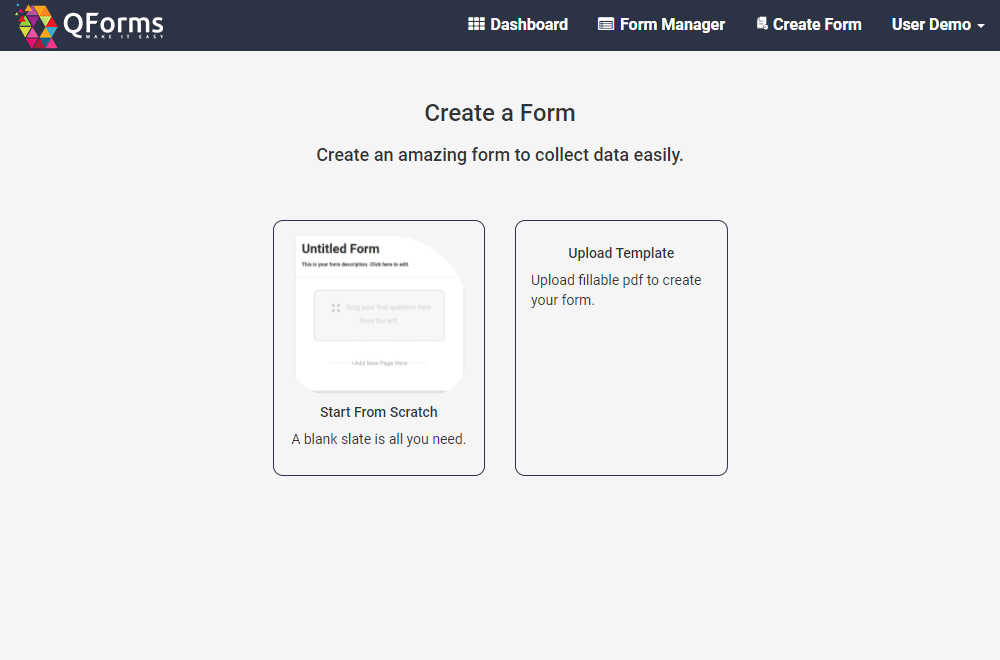 QForms
MAKE IT EASY
Dashboard
Form Manager
Create Form
User Demo
Create a Form
Create an amazing form to collect data easily.
Untitled Form
This is your form description. Click here to edit.
Drag your first question here
from the left.
+Add New Page Here
Start From Scratch
A blank slate is all you need.
Upload Template
Upload fillable pdf to create
your form.